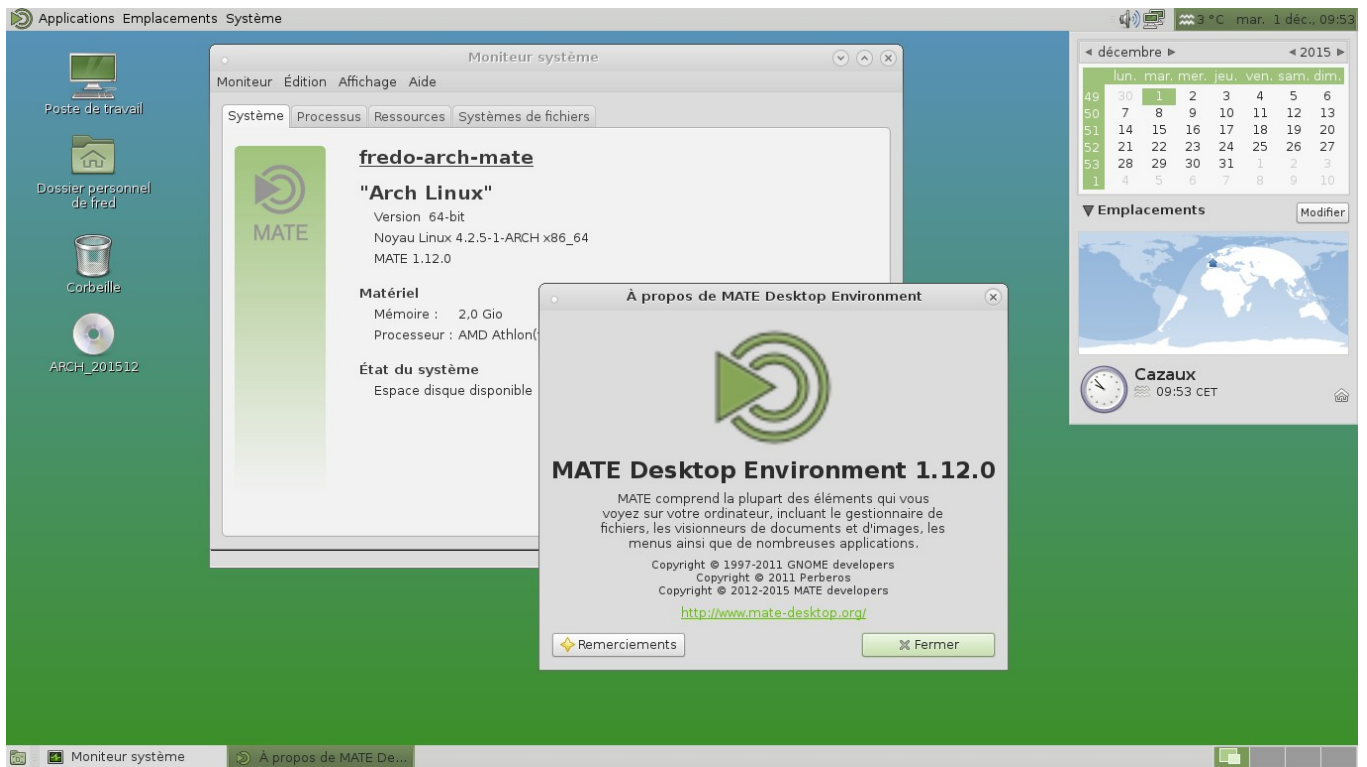 Applications Emplacements Système
3 °C mar. 1 déc., 09:53
Poste de travail
Dossier personnel
de fred
Corbeille
ARCH_201512
Moniteur système
Moniteur Édition Affichage Aide
Système Processus Ressources Systèmes de fichiers
MATE
fredo-arch-mate
"Arch Linux"
Version 64-bit
Noyau Linux 4.2.5-1-ARCH x86_64
MATE 1.12.0
Matériel
Mémoire : 2,0 Gio
Processeur : AMD Athlon(
État du système
Espace disque disponible
À propos de MATE Desktop Environment
MATE Desktop Environment 1.12.0
MATE comprend la plupart des éléments qui vous
voyez sur votre ordinateur, incluant le gestionnaire de
fichiers, les visionneurs de documents et d'images, les
menus ainsi que de nombreuses applications.
Copyright © 1997-2011 GNOME developers
Copyright © 2011 Perberos
Copyright © 2012-2015 MATE developers
http://www.mate-desktop.org/
Remerciements
Fermer
décembre 2015
lun. mar. mer. jeu. ven. sam. dim.
49 30 1 2 3 4 5 6
50 7 8 9 10 11 12 13
51 14 15 16 17 18 19 20
52 21 22 23 24 25 26 27
53 28 29 30 31 1 2 3
1 4 5 6 7 8 9 10
Emplacements
Modifier
Cazaux
09:53 CET
Moniteur système
À propos de MATE De...